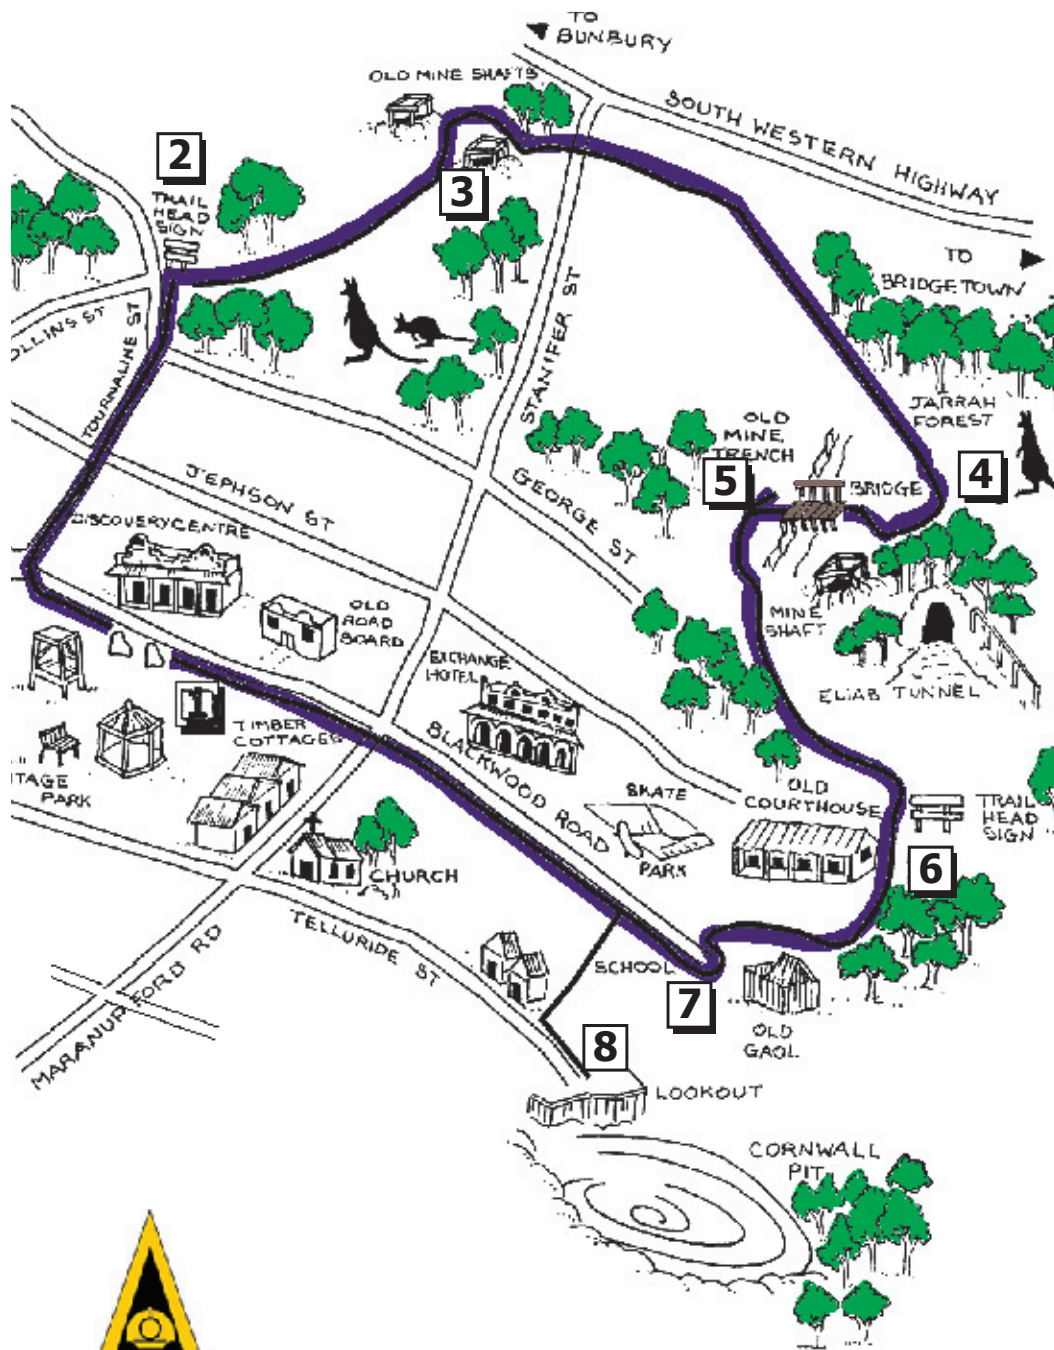 TO
BUNBURY
OLD MINE SHAFTS
SOUTH WESTERN HIGHWAY
2
TRAIL
HEAD
SIGN
3
TO
BRIDGETOWN
OLLINS ST
TOURNALINE ST
STANIFER ST
JARRAH
FOREST
OLD
MINE
TRENCH
4
5
BRIDGE
JEPHSON ST
GEORGE ST
DISCOVERY CENTRE
OLD
ROAD
BOARD
MINE
SHAFT
ELIAB TUNNEL
EXCHANGE
HOTEL
1
TIMBER
COTTAGES
BLACKWOOD ROAD
ITAGE
PARK
SKATE
PARK
OLD
COURTHOUSE
TRAIL
HEAD
SIGN
6
CHURCH
TELLURIDE ST
MARANUP FORD RD
SCHOOL
7
OLD
GAOL
8
LOOKOUT
CORNWALL
PIT